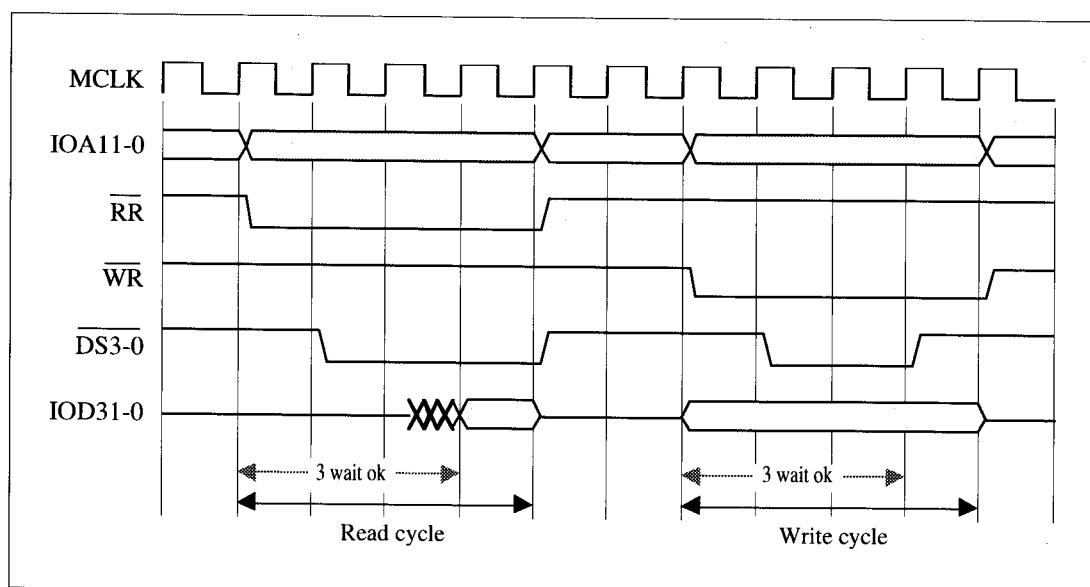 MCLK
IOA11-0
RR
WR
DS3-0
IOD31-0
3 wait ok
3 wait ok
Read cycle
Write cycle